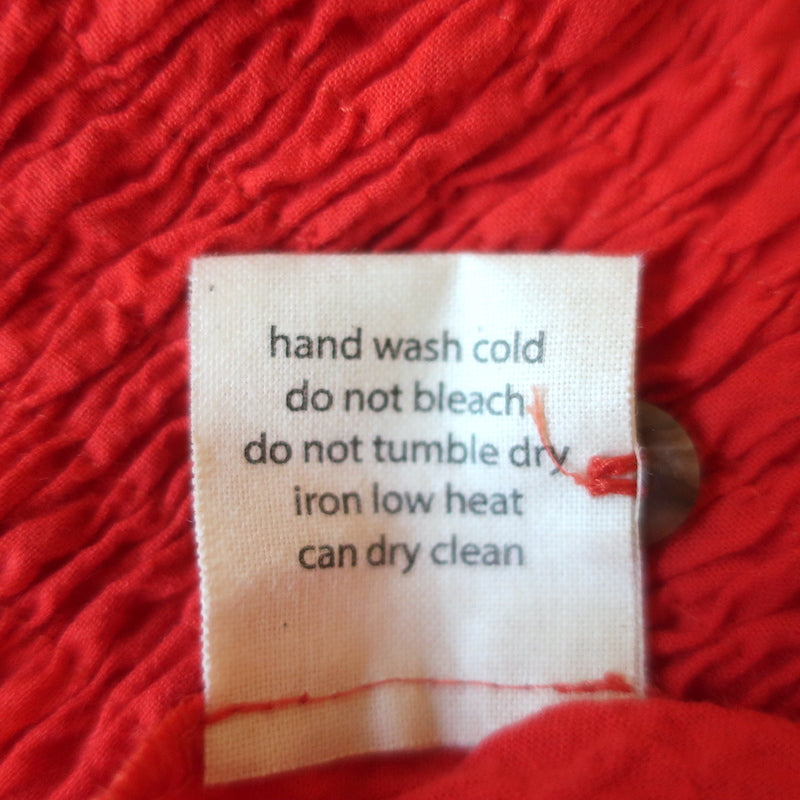 hand wash cold
do not bleach
do not tumble dry
iron low heat
can dry clean